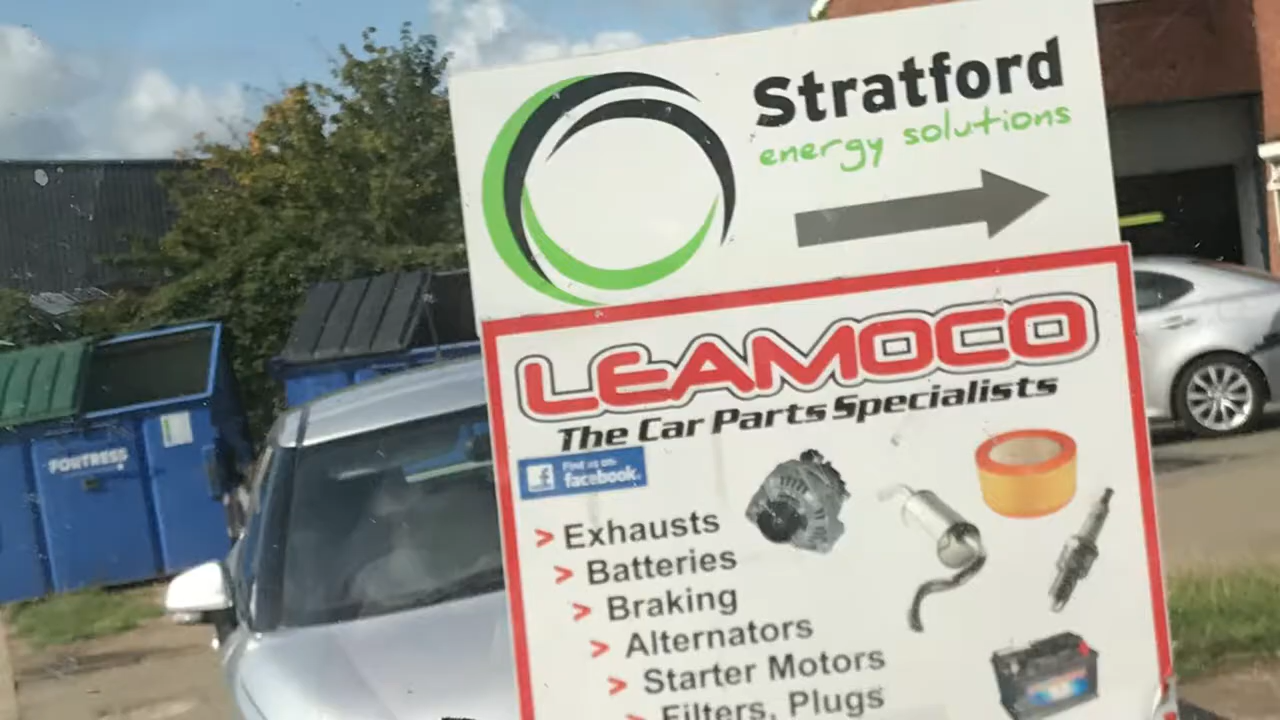 Stratford
energy solutions
LEAMOCO
The Car Parts Specialists
Find us on
facebook.
> Exhausts
> Batteries
> Braking
> Alternators
> Starter Motors
> Filters, Plugs
FORTRESS